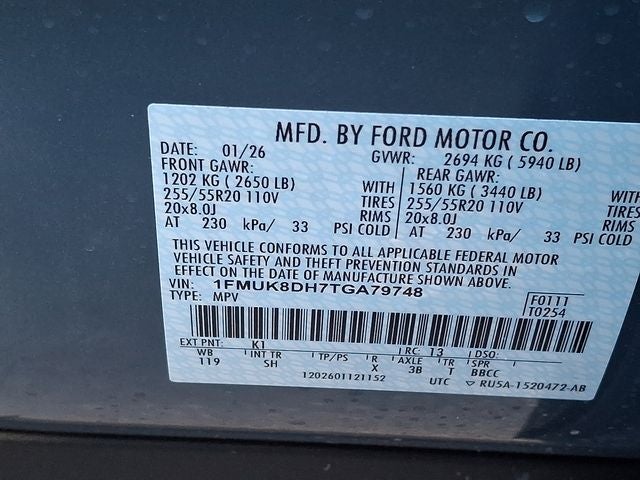 MFD. BY FORD MOTOR CO.
DATE: 01/26 GVWR: 2694 KG ( 5940 LB)
FRONT GAWR: REAR GAWR:
1202 KG ( 2650 LB) WITH 1560 KG ( 3440 LB) WITH
255/55R20 110V TIRES 255/55R20 110V TIRES
20x8.0J RIMS 20x8.0J RIMS
AT 230 kPa/ 33 PSI COLD AT 230 kPa/ 33 PSI COLD
THIS VEHICLE CONFORMS TO ALL APPLICABLE FEDERAL MOTOR
VEHICLE SAFETY AND THEFT PREVENTION STANDARDS IN
EFFECT ON THE DATE OF MANUFACTURE SHOWN ABOVE.
VIN: 1FMUK8DH7TGA79748
TYPE: MPV
F0111
T0254
EXT PNT: K1 RC: 13 DSO:
WB INT TR TP/PS R AXLE TR SPR
119 SH X 3B T BBCC
1202601121152 UTC ▽ RU5A-1520472-AB